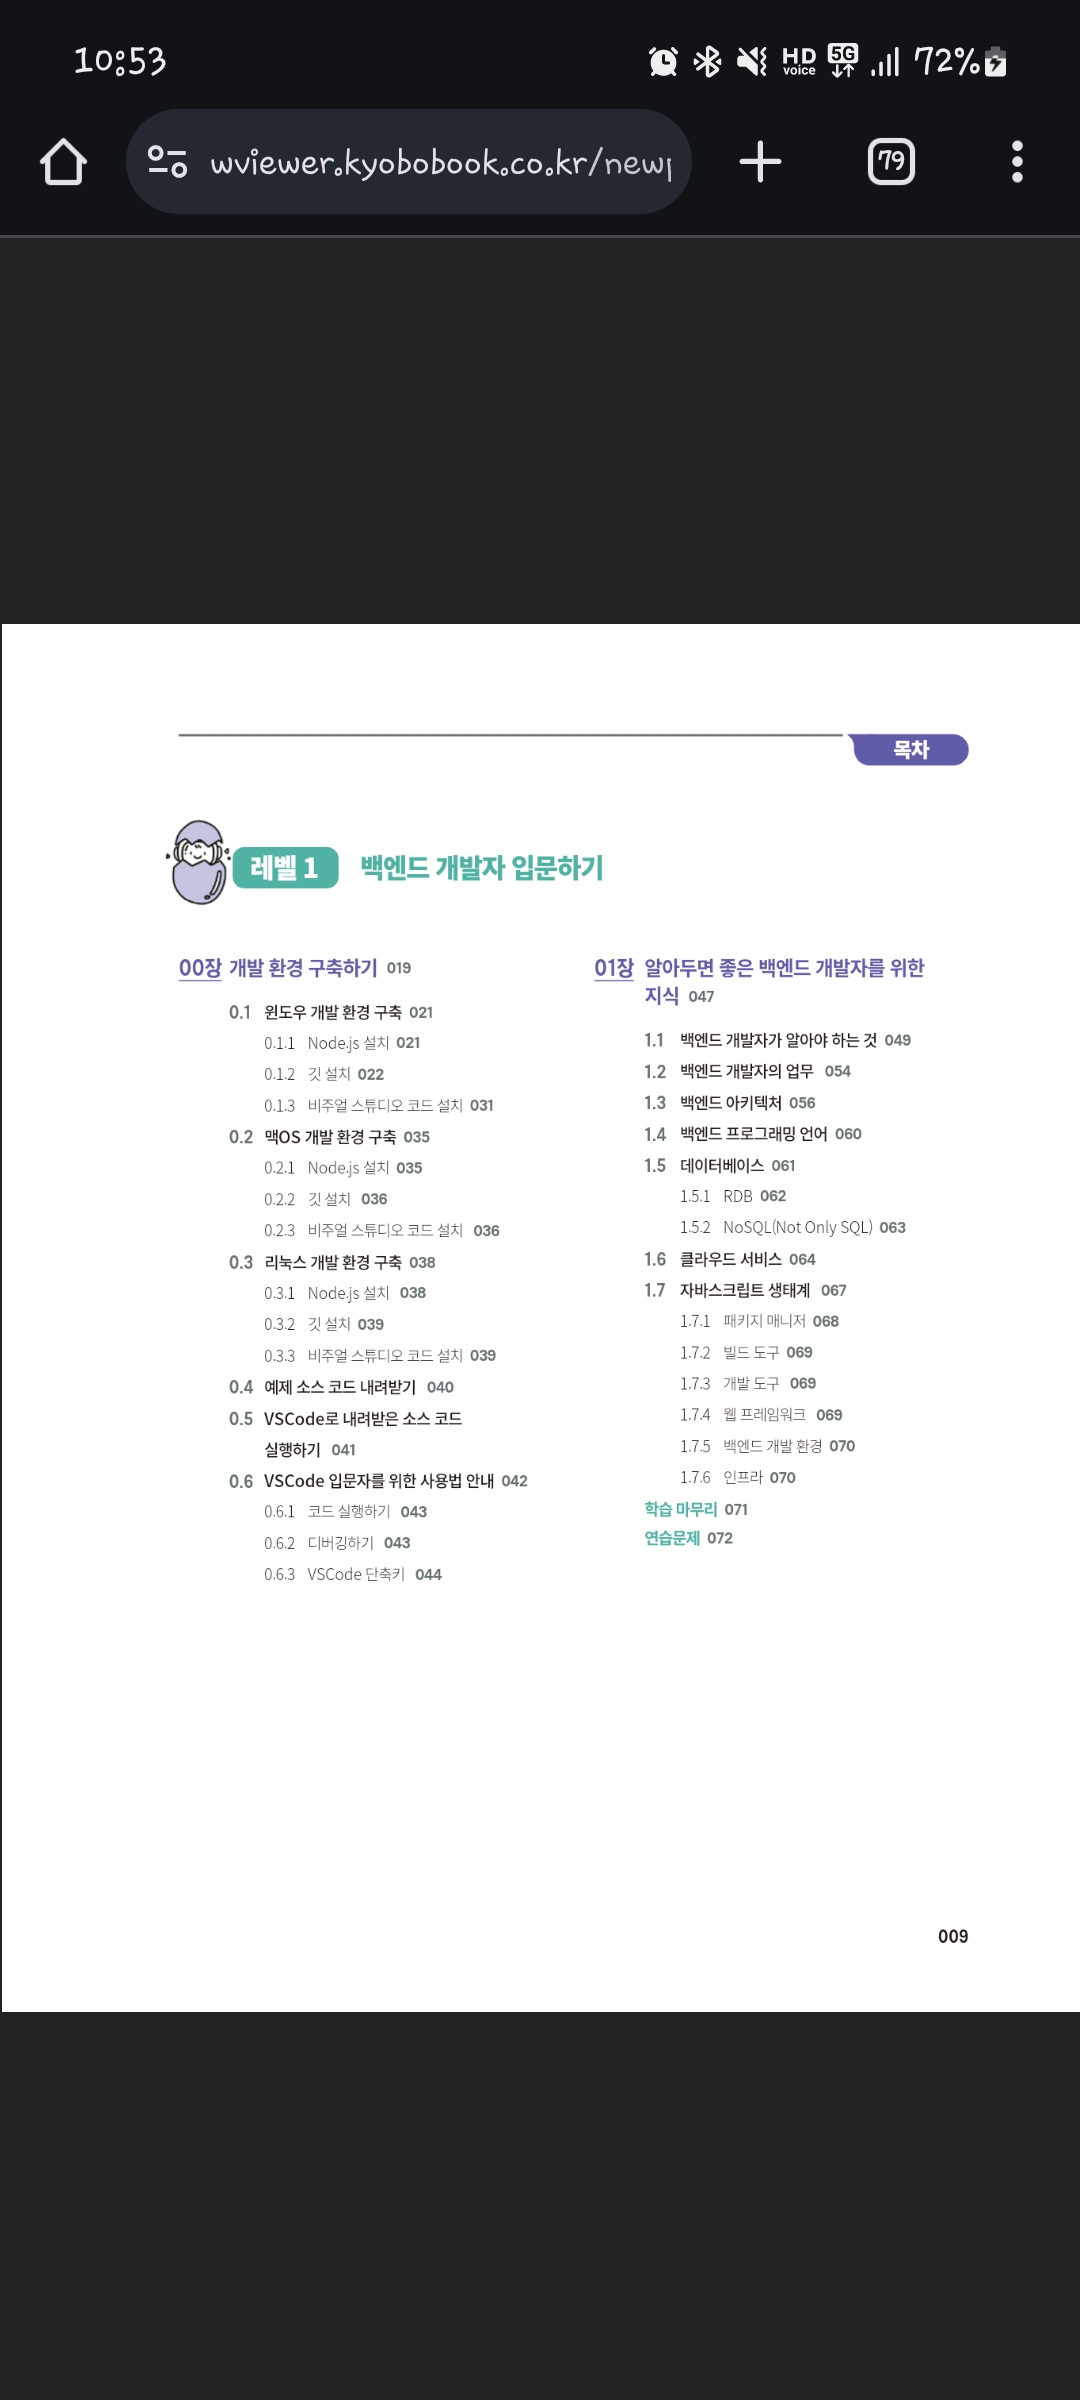 10:53
HD voice 5G 72%
wviewer.kyobobook.co.kr/new
79
목차
레벨 1 백엔드 개발자 입문하기
00장 개발 환경 구축하기 019
0.1 윈도우 개발 환경 구축 021
0.1.1 Node.js 설치 021
0.1.2 깃 설치 022
0.1.3 비주얼 스튜디오 코드 설치 031
0.2 맥OS 개발 환경 구축 035
0.2.1 Node.js 설치 035
0.2.2 깃 설치 036
0.2.3 비주얼 스튜디오 코드 설치 036
0.3 리눅스 개발 환경 구축 038
0.3.1 Node.js 설치 038
0.3.2 깃 설치 039
0.3.3 비주얼 스튜디오 코드 설치 039
0.4 예제 소스 코드 내려받기 040
0.5 VSCode로 내려받은 소스 코드
실행하기 041
0.6 VSCode 입문자를 위한 사용법 안내 042
0.6.1 코드 실행하기 043
0.6.2 디버깅하기 043
0.6.3 VSCode 단축키 044
01장 알아두면 좋은 백엔드 개발자를 위한
지식 047
1.1 백엔드 개발자가 알아야 하는 것 049
1.2 백엔드 개발자의 업무 054
1.3 백엔드 아키텍처 056
1.4 백엔드 프로그래밍 언어 060
1.5 데이터베이스 061
1.5.1 RDB 062
1.5.2 NoSQL(Not Only SQL) 063
1.6 클라우드 서비스 064
1.7 자바스크립트 생태계 067
1.7.1 패키지 매니저 068
1.7.2 빌드 도구 069
1.7.3 개발 도구 069
1.7.4 웹 프레임워크 069
1.7.5 백엔드 개발 환경 070
1.7.6 인프라 070
학습 마무리 071
연습문제 072
009